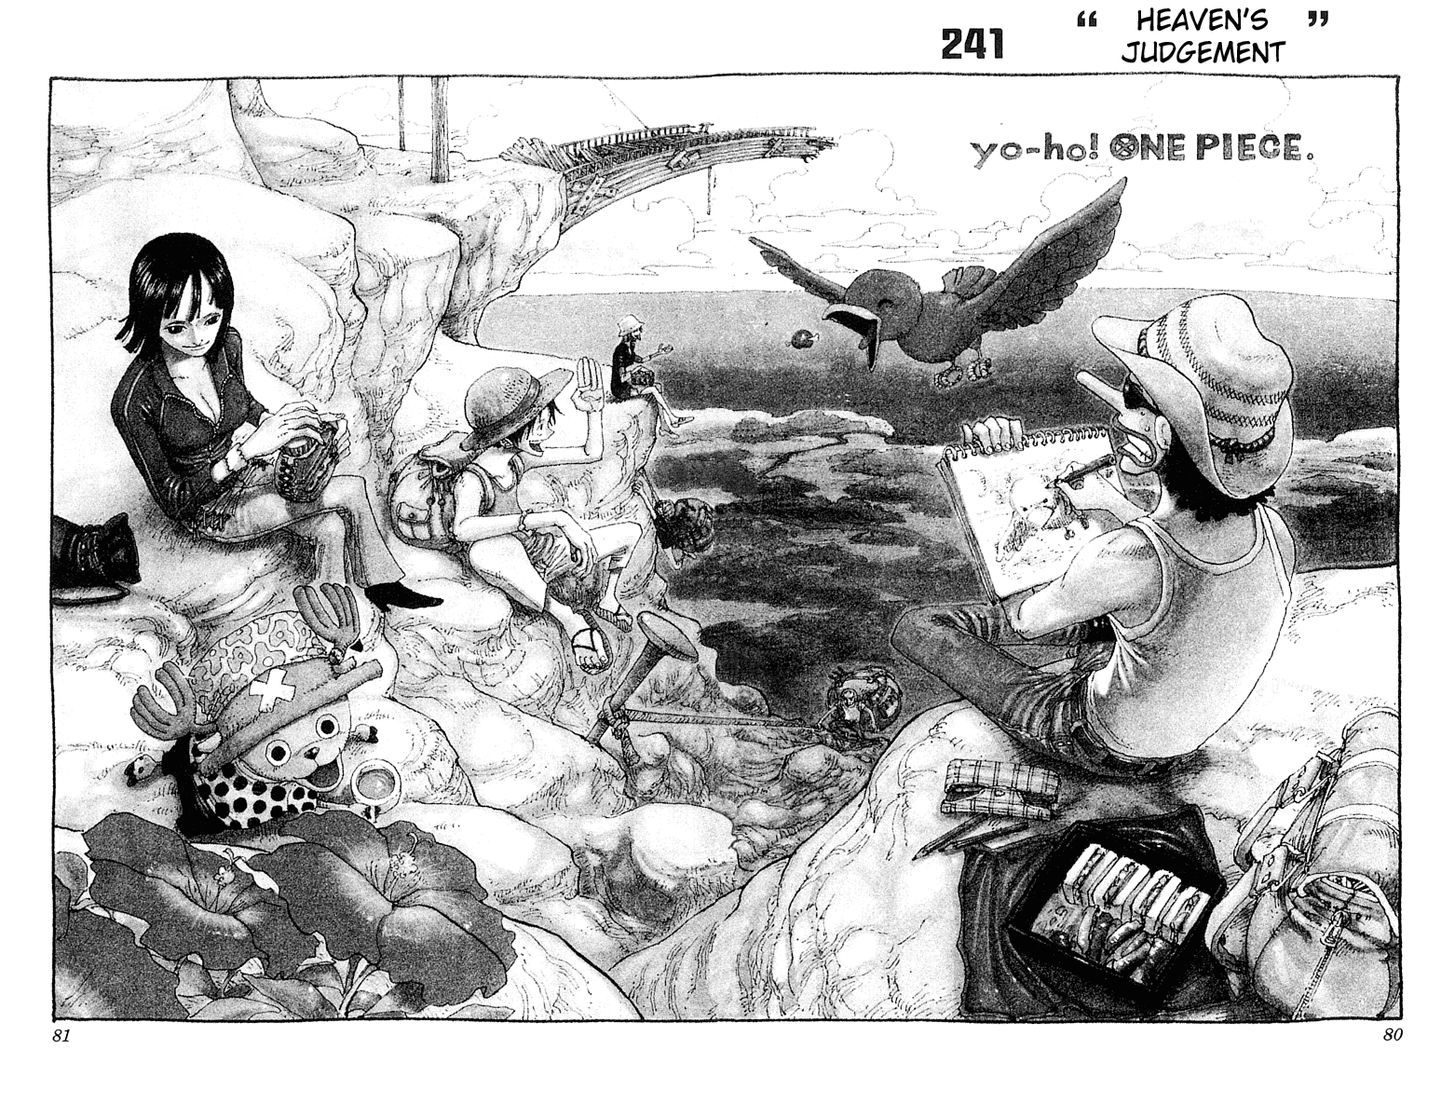 241
“ HEAVEN'S ”
JUDGEMENT
yo-ho! ONE PIECE.
81
80